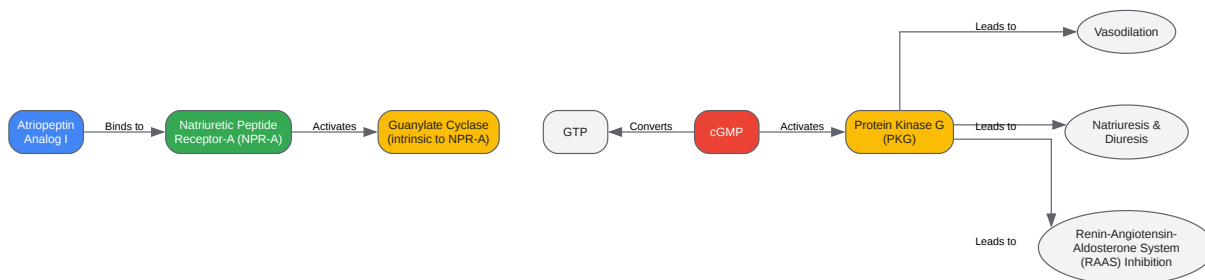 Leads to
Vasodilation
Atriopeptin
Analog I
Binds to
Natriuretic Peptide
Receptor-A (NPR-A)
Activates
Guanylate Cyclase
(intrinsic to NPR-A)
GTP
Converts
cGMP
Activates
Protein Kinase G
(PKG)
Leads to
Natriuresis &
Diuresis
Leads to
Renin-Angiotensin-
Aldosterone System
(RAAS) Inhibition